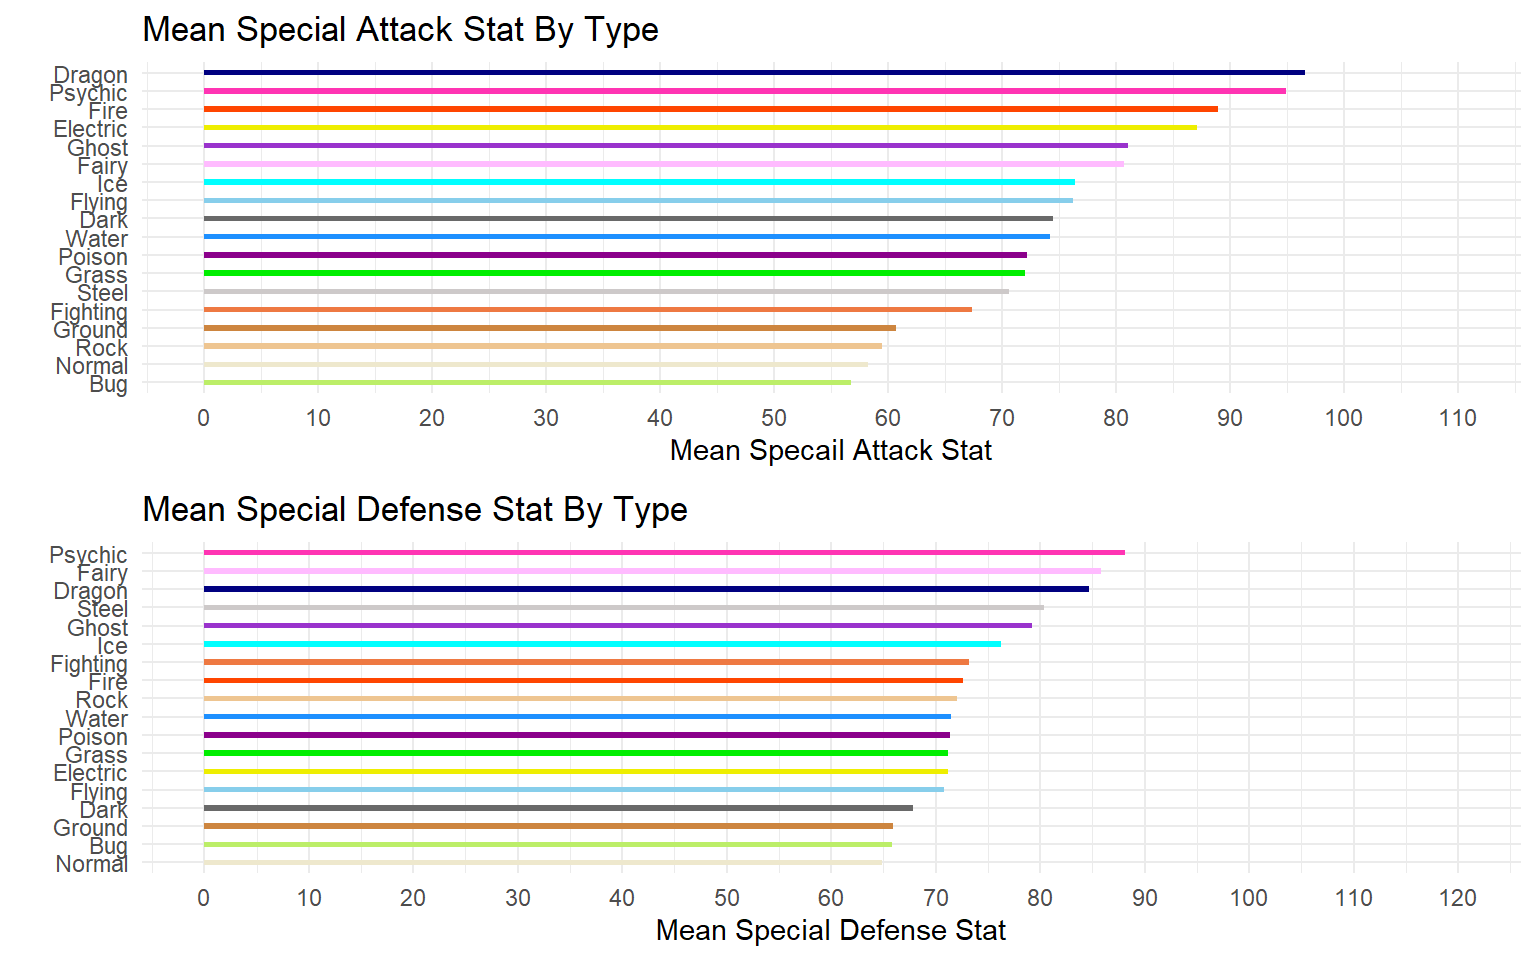 Mean Special Attack Stat By Type
Dragon
Psychic
Fire
Electric
Ghost
Fairy
Ice
Flying
Dark
Water
Poison
Grass
Steel
Fighting
Ground
Rock
Normal
Bug
0 10 20 30 40 50 60 70 80 90 100 110
Mean Specail Attack Stat
Mean Special Defense Stat By Type
Psychic
Fairy
Dragon
Steel
Ghost
Ice
Fighting
Fire
Rock
Water
Poison
Grass
Electric
Flying
Dark
Ground
Bug
Normal
0 10 20 30 40 50 60 70 80 90 100 110 120
Mean Special Defense Stat